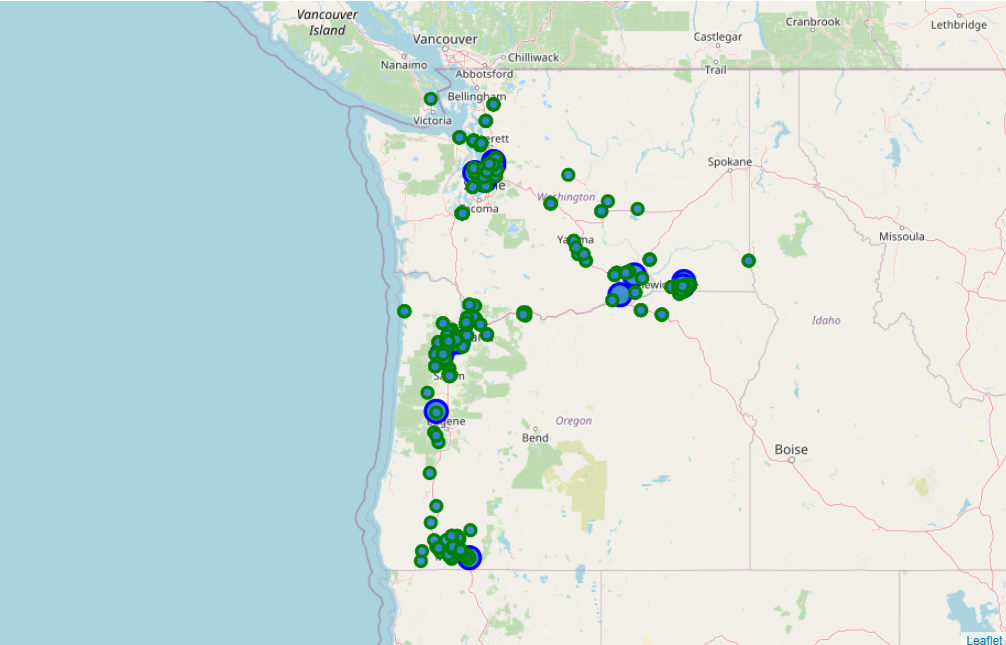 Vancouver
Island
Vancouver
Cranbrook
Lethbridge
Castlegar
Nanaimo
Chilliwack
Abbotsford
Trail
Bellingham
Victoria
erett
Spokane
Washington
Missoula
Idaho
Oregon
Bend
Boise
Leaflet